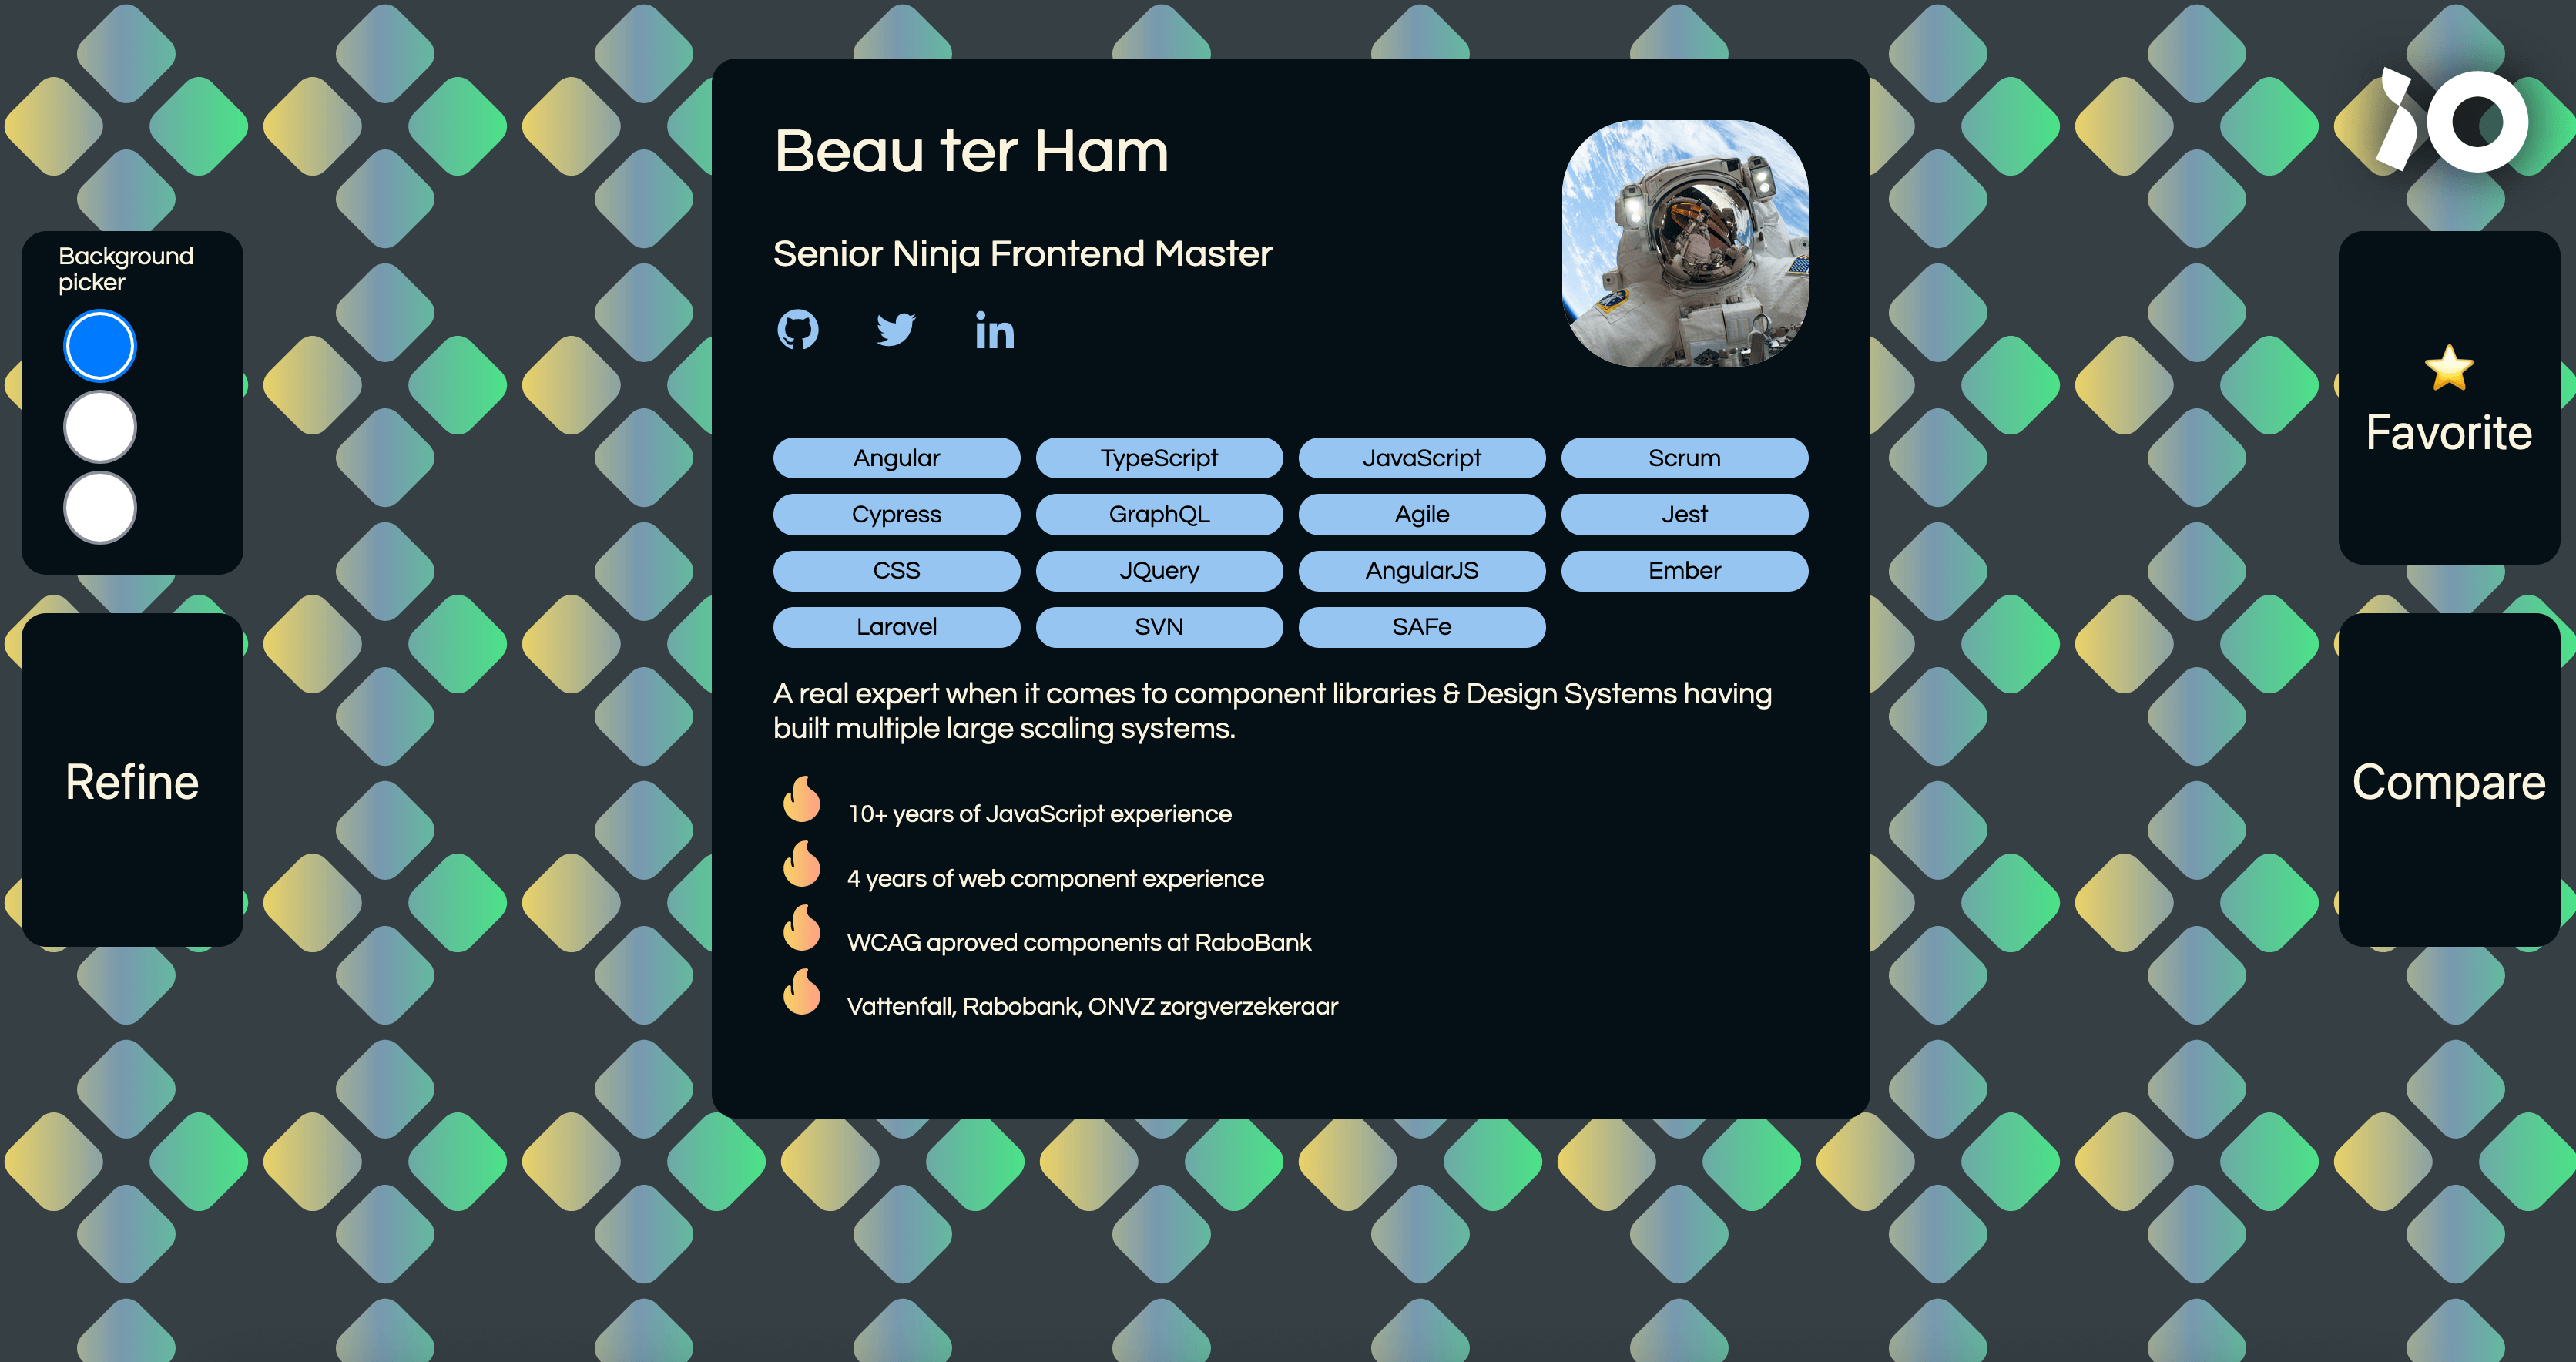 iO
Beau ter Ham
Senior Ninja Frontend Master
Background
picker
Refine
Angular
TypeScript
JavaScript
Scrum
Cypress
GraphQL
Agile
Jest
CSS
JQuery
AngularJS
Ember
Laravel
SVN
SAFe
A real expert when it comes to component libraries & Design Systems having
built multiple large scaling systems.
10+ years of JavaScript experience
4 years of web component experience
WCAG aproved components at RaboBank
Vattenfall, Rabobank, ONVZ zorgverzekeraar
Favorite
Compare